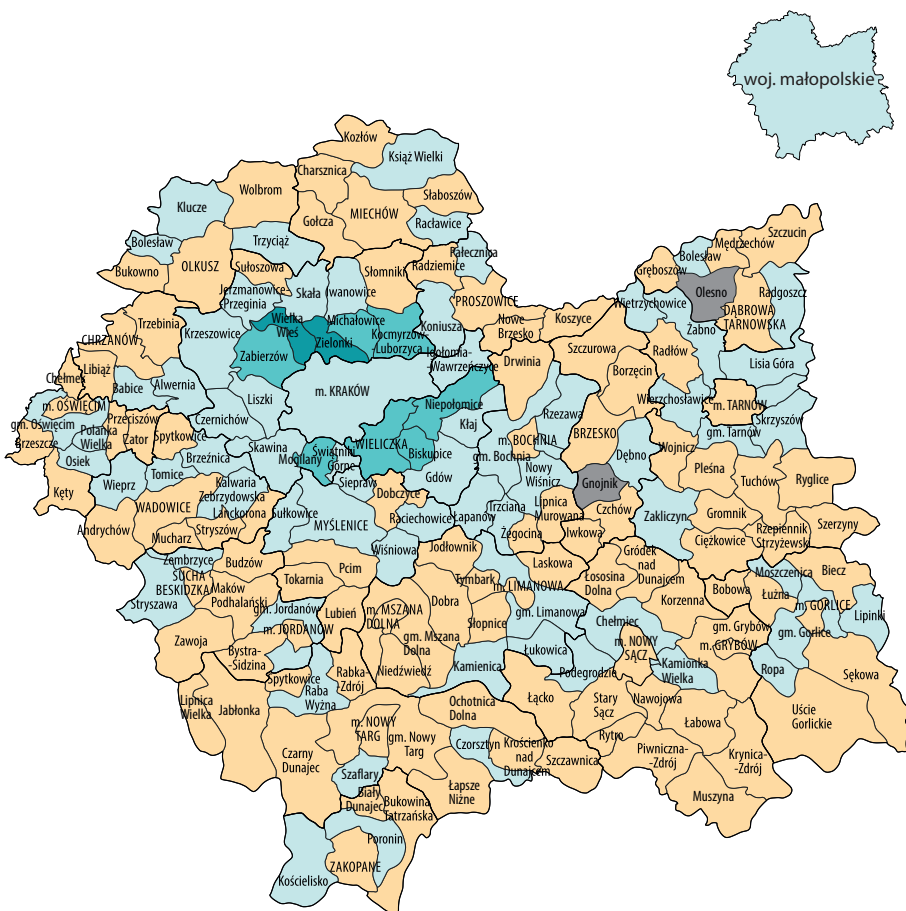 woj. małopolskie
Kozłów
Książ Wielki
Charsznica
Wolbrom
Słaboszów
Klucze
MIECHÓW
Gołcza
Racławice
Szczucin
Trzyciąż
Bolesław
Mędrzechów
Pałecznica
Bolesław
OLKUSZ
Sułoszowa
Słomniki
Radziemice
Gręboszów
Bukowno
Jerzmanowice
-Przeginia
Skała
Iwanowice
Olesno
Radgoszcz
PROSZOWICE
Wietrzychowice
DĄBROWA
TARNOWSKA
Wielka
Wieś
Michałowice
Koniusza
Nowe
Brzesko
Koszyce
Trzebinia
Krzeszowice
Kocmyrzów-
-Luborzyca
Żabno
CHRZANÓW
Zielonki
Zabierzów
Igołomia-
-Wawrzeńczyce
Szczurowa
Radłów
Drwinia
Lisia Góra
Libiąż
Chełmek
Babice
Alwernia
m. KRAKÓW
Borzęcin
Liszki
Wierzchosławice
m. TARNÓW
m. OŚWIĘCIM
Niepołomice
Rzezawa
Skrzyszów
gm. Oświęcim
Przeciszów
Czernichów
Kłaj
Polanka
Wielka
BRZESKO
gm. Tarnów
Brzeszcze
Zator
Spytkowice
m. BOCHNIA
WIELICZKA
Skawina
Wojnicz
Osiek
Brzeźnica
Mogilany
Świątniki
Górne
Biskupice
gm. Bochnia
Dębno
Pleśna
Tomice
Nowy
Wiśnicz
Wieprz
Kalwaria
Zebrzydowska
Siepraw
Gdów
Gnojnik
Tuchów
Ryglice
Kęty
Dobczyce
WADOWICE
Lanckorona
Sułkowice
Trzciana
Lipnica
Murowana
Czchów
Zakliczyn
Gromnik
Raciechowice
Łapanów
MYŚLENICE
Andrychów
Stryszów
Rzepiennik
Strzyżewski
Szerzyny
Mucharz
Żegocina
Iwkowa
Ciężkowice
Wiśniowa
Jodłownik
Zembrzyce
Budzów
Laskowa
Gródek
nad
Dunajcem
Pcim
Moszczenica
Biecz
SUCHA
BESKIDZKA
Tokarnia
Tymbark
m. LIMANOWA
Łososina
Dolna
Maków
Podhalański
Bobowa
Łużna
Stryszawa
Dobra
Korzenna
m. GORLICE
gm. Jordanów
Lubień
m. MSZANA
DOLNA
gm. Limanowa
Lipinki
Słopnice
Chełmiec
gm. Grybów
m. JORDANÓW
gm. Gorlice
Zawoja
gm. Mszana
Dolna
m. NOWY
SĄCZ
m. GRYBÓW
Bystra-
-Sidzina
Łukowica
Kamienica
Niedźwiedź
Rabka-
Zdrój
Podegrodzie
Kamionka
Wielka
Ropa
Sękowa
Spytkowice
Raba
Wyżna
Lipnica
Wielka
Ochotnica
Dolna
Łącko
Stary
Sącz
Nawojowa
Jabłonka
Uście
Gorlickie
m. NOWY
TARG
Łabowa
gm. Nowy
Targ
Czorsztyn
Krościenko
nad
Dunajcem
Rytro
Czarny
Dunajec
Piwniczna-
-Zdrój
Krynica-
-Zdrój
Szczawnica
Szaflary
Łapsze
Niżne
Biały
Dunajec
Bukowina
Tatrzańska
Muszyna
Poronin
ZAKOPANE
Kościelisko